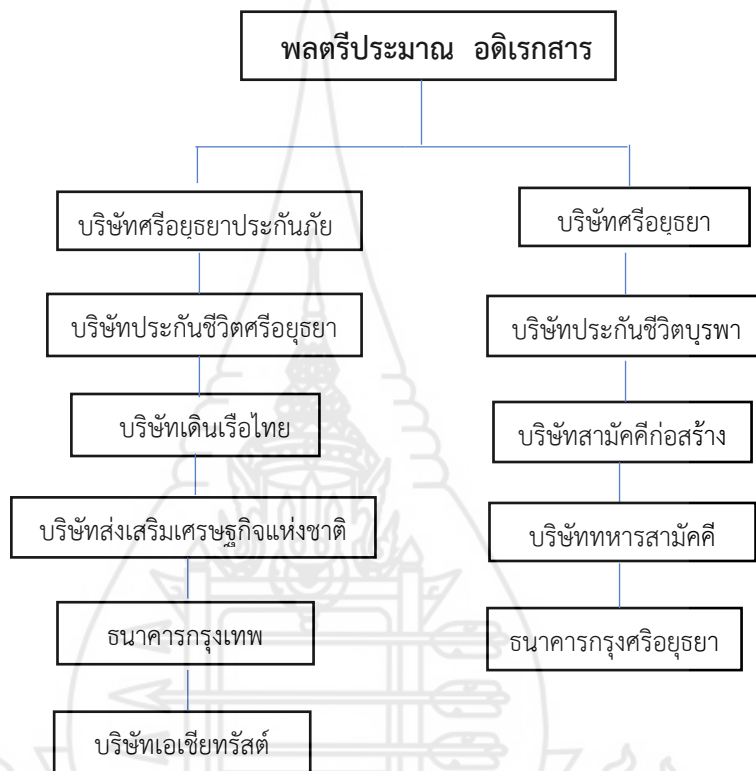 พลตรีประมาณ อดิเรกสาร
บริษัทศรีอยุธยาประกันภัย
บริษัทศรีอยุธยา
บริษัทประกันชีวิตศรีอยุธยา
บริษัทประกันชีวิตบุรพา
บริษัทเดินเรือไทย
บริษัทสามัคคีก่อสร้าง
บริษัทส่งเสริมเศรษฐกิจแห่งชาติ
บริษัททหารสามัคคี
ธนาคารกรุงเทพ
ธนาคารกรุงศรีอยุธยา
บริษัทเอเชียทรัสต์